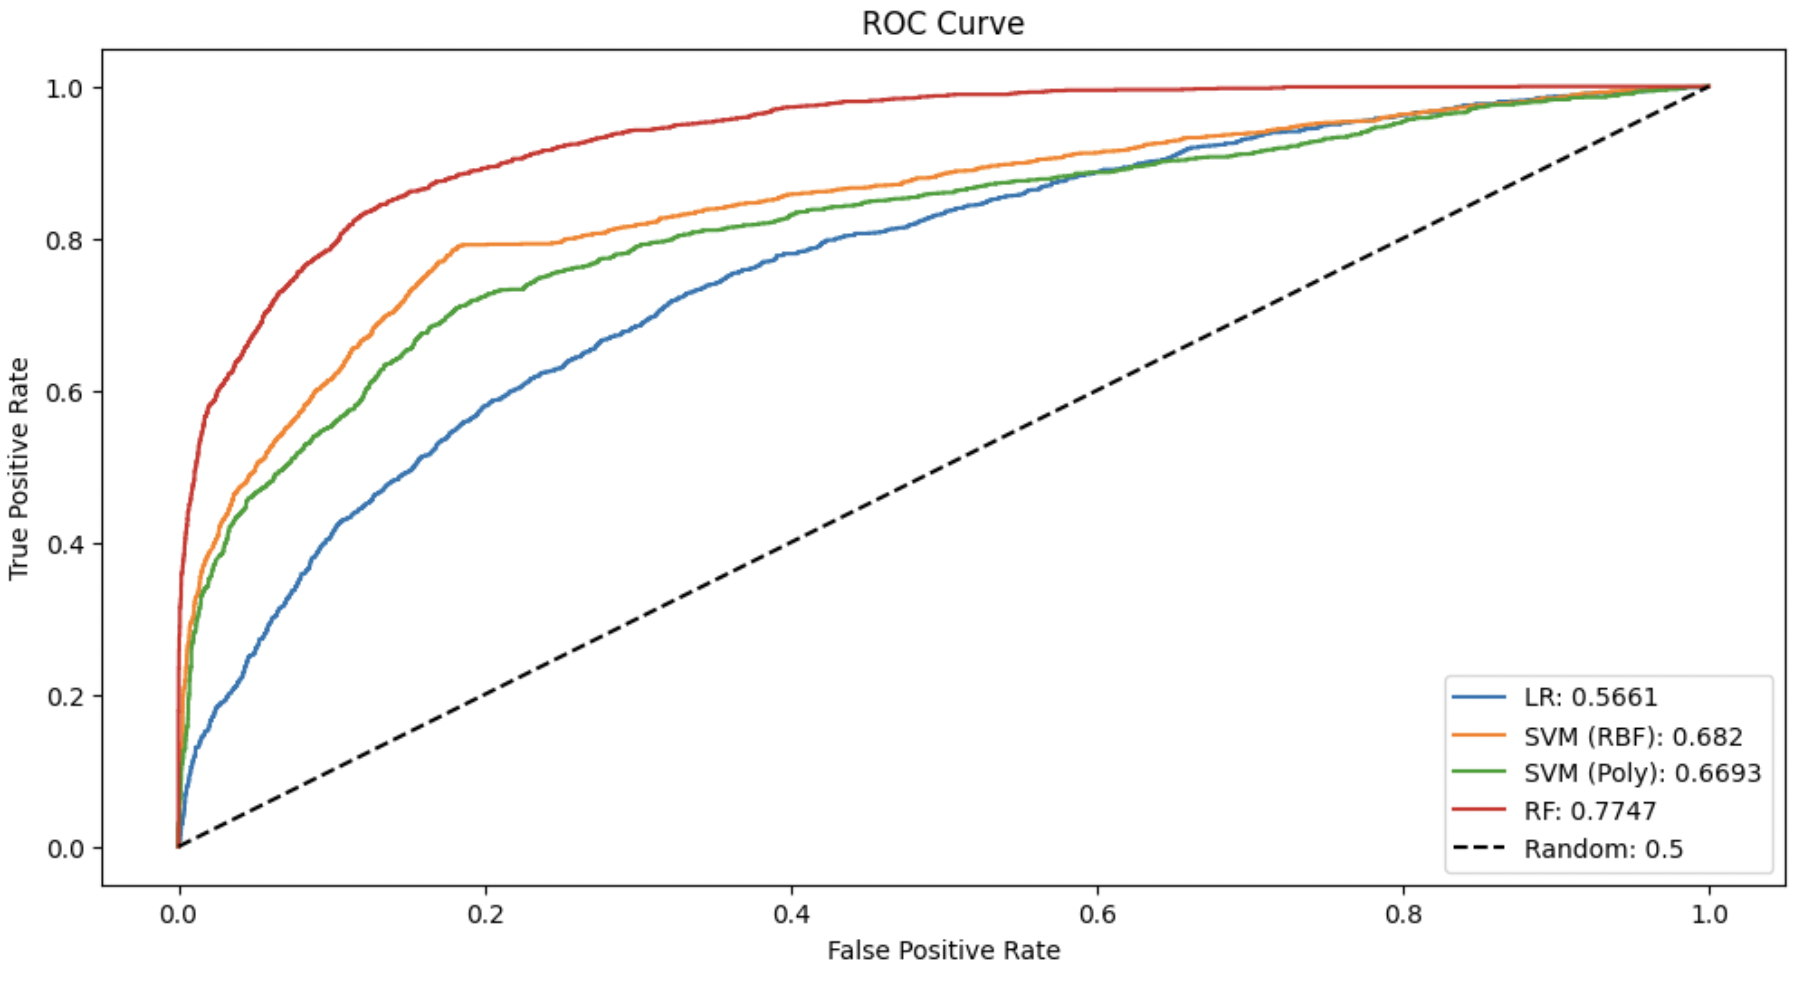 ROC Curve
True Positive Rate
1.0
0.8
0.6
0.4
0.2
0.0
LR: 0.5661
SVM (RBF): 0.682
SVM (Poly): 0.6693
RF: 0.7747
Random: 0.5
0.0 0.2 0.4 0.6 0.8 1.0
False Positive Rate